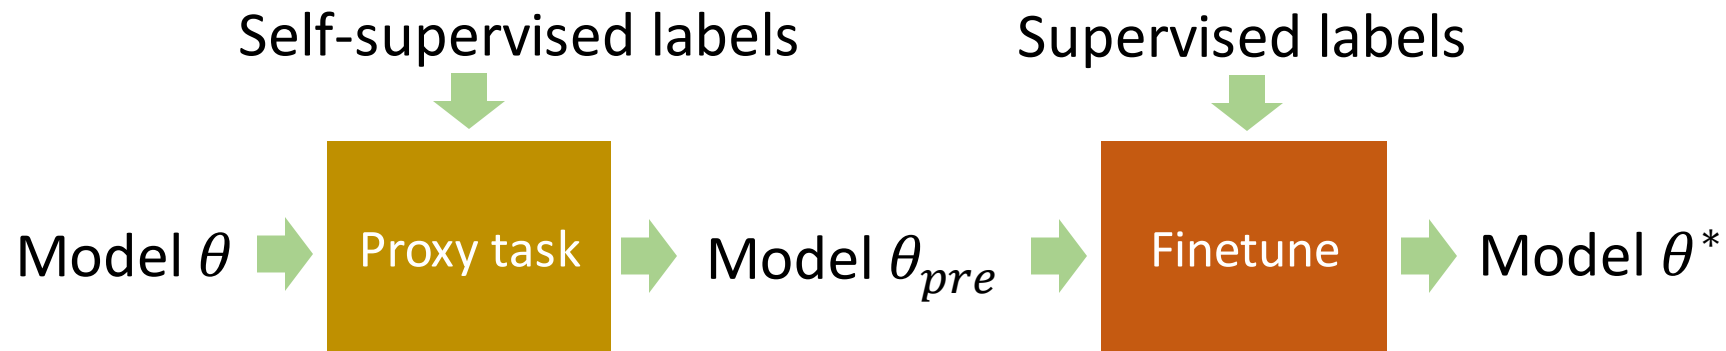 Self-supervised labels
Supervised labels
Model θ
Proxy task
Model θ_pre
Finetune
Model θ*